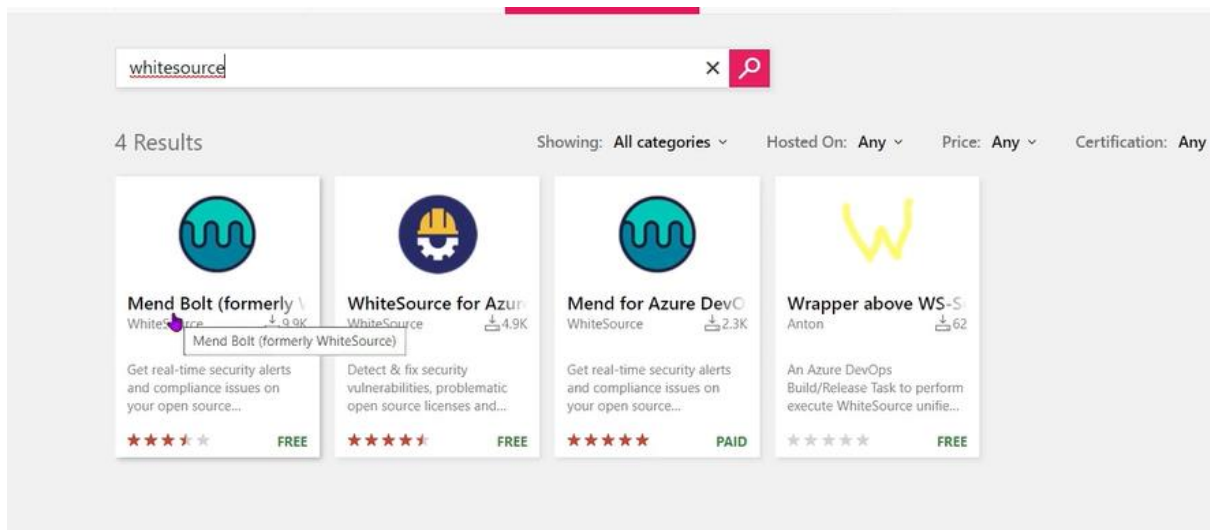 whitesource
4 Results
Showing: All categories
Hosted On: Any
Price: Any
Certification: Any
Mend Bolt (formerly
WhiteSource 9.9K
Mend Bolt (formerly WhiteSource)
Get real-time security alerts
and compliance issues on
your open source...
FREE
WhiteSource for Azur
WhiteSource 4.9K
Detect & fix security
vulnerabilities, problematic
open source licenses and...
FREE
Mend for Azure DevO
WhiteSource 2.3K
Get real-time security alerts
and compliance issues on
your open source...
PAID
W
Wrapper above WS-S
Anton 62
An Azure DevOps
Build/Release Task to perform
execute WhiteSource unifie...
FREE